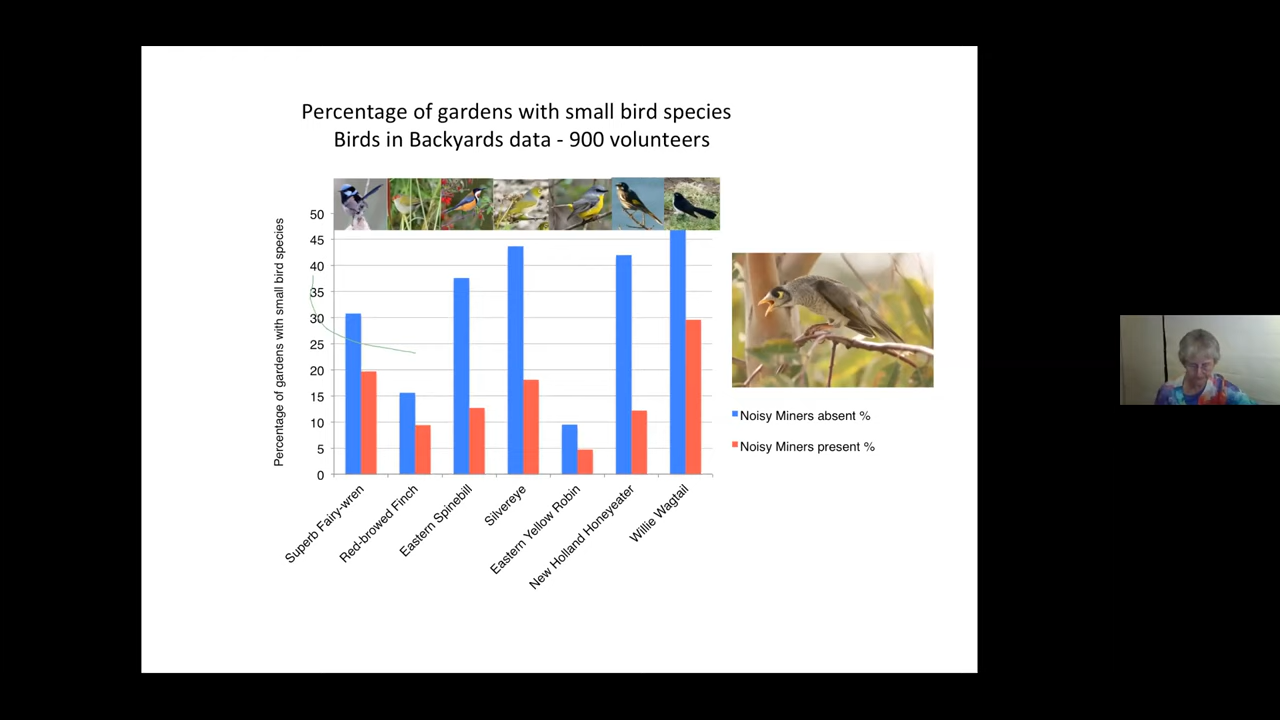 Percentage of gardens with small bird species
Birds in Backyards data - 900 volunteers
Percentage of gardens with small bird species
50
45
40
35
30
25
20
15
10
5
0
Superb Fairy-wren
Red-browed Finch
Eastern Spinebill
Silvereye
Eastern Yellow Robin
New Holland Honeyeater
Willie Wagtail
Noisy Miners absent %
Noisy Miners present %